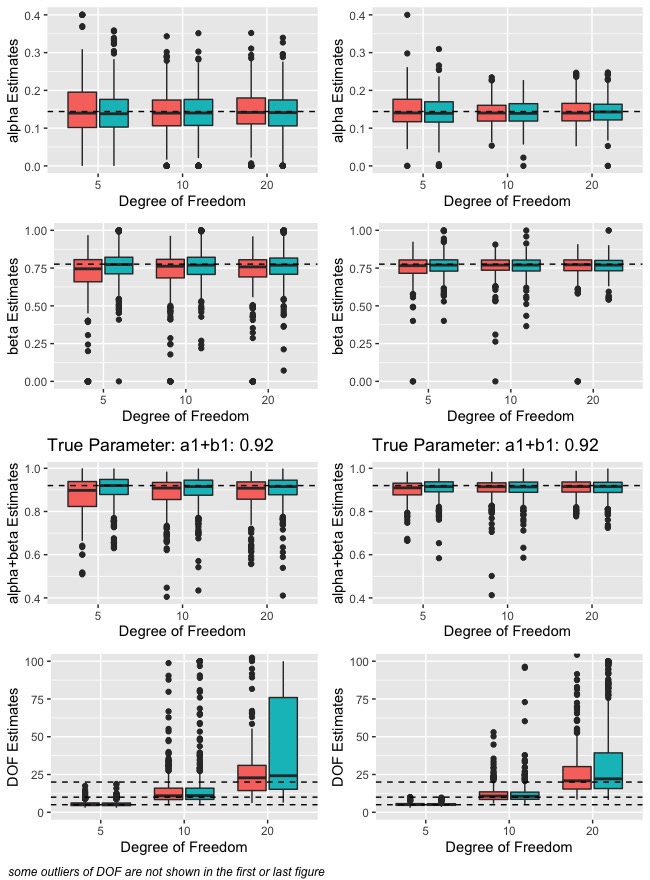 alpha Estimates
0.4
0.3
0.2
0.1
0.0
5 10 20
Degree of Freedom
alpha Estimates
0.4
0.3
0.2
0.1
0.0
5 10 20
Degree of Freedom
beta Estimates
1.00
0.75
0.50
0.25
0.00
5 10 20
Degree of Freedom
beta Estimates
1.00
0.75
0.50
0.25
0.00
5 10 20
Degree of Freedom
True Parameter: a1+b1: 0.92
alpha+beta Estimates
1.0
0.8
0.6
0.4
5 10 20
Degree of Freedom
True Parameter: a1+b1: 0.92
alpha+beta Estimates
1.0
0.8
0.6
0.4
5 10 20
Degree of Freedom
DOF Estimates
100
75
50
25
0
5 10 20
Degree of Freedom
DOF Estimates
100
75
50
25
0
5 10 20
Degree of Freedom
some outliers of DOF are not shown in the first or last figure